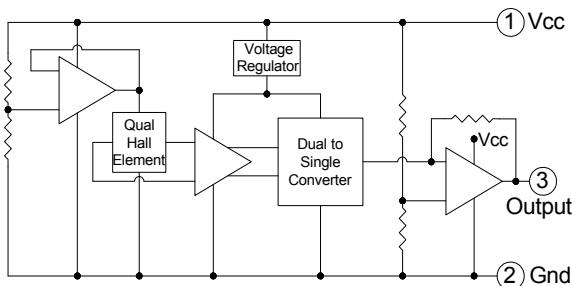 1 Vcc
Voltage
Regulator
Qual
Hall
Element
Dual to
Single
Converter
Vcc
3
Output
2 Gnd